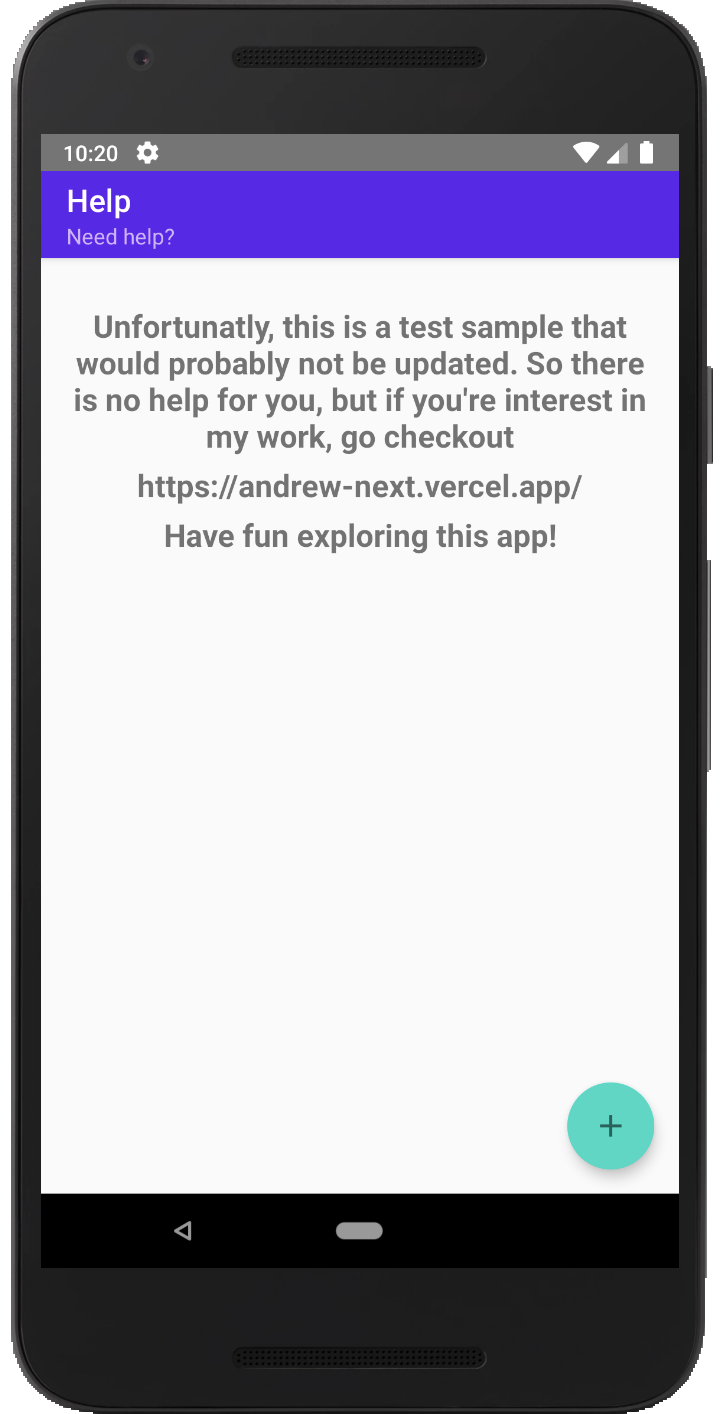 10:20
Help
Need help?
Unfortunatly, this is a test sample that
would probably not be updated. So there
is no help for you, but if you're interest in
my work, go checkout
https://andrew-next.vercel.app/
Have fun exploring this app!